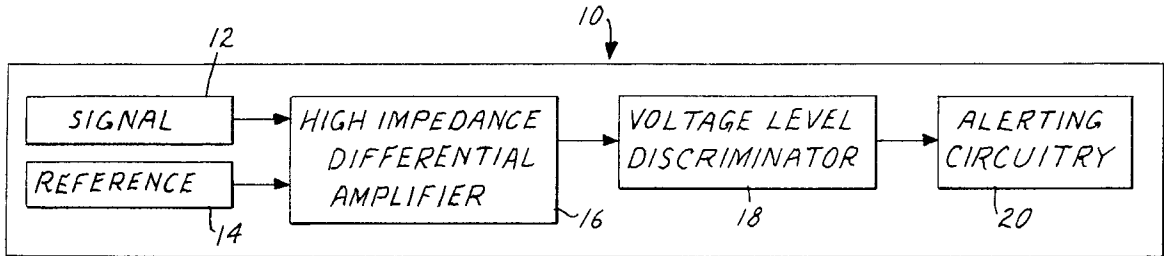 10
12
SIGNAL
REFERENCE
14
HIGH IMPEDANCE
DIFFERENTIAL
AMPLIFIER
16
VOLTAGE LEVEL
DISCRIMINATOR
18
ALERTING
CIRCUITRY
20